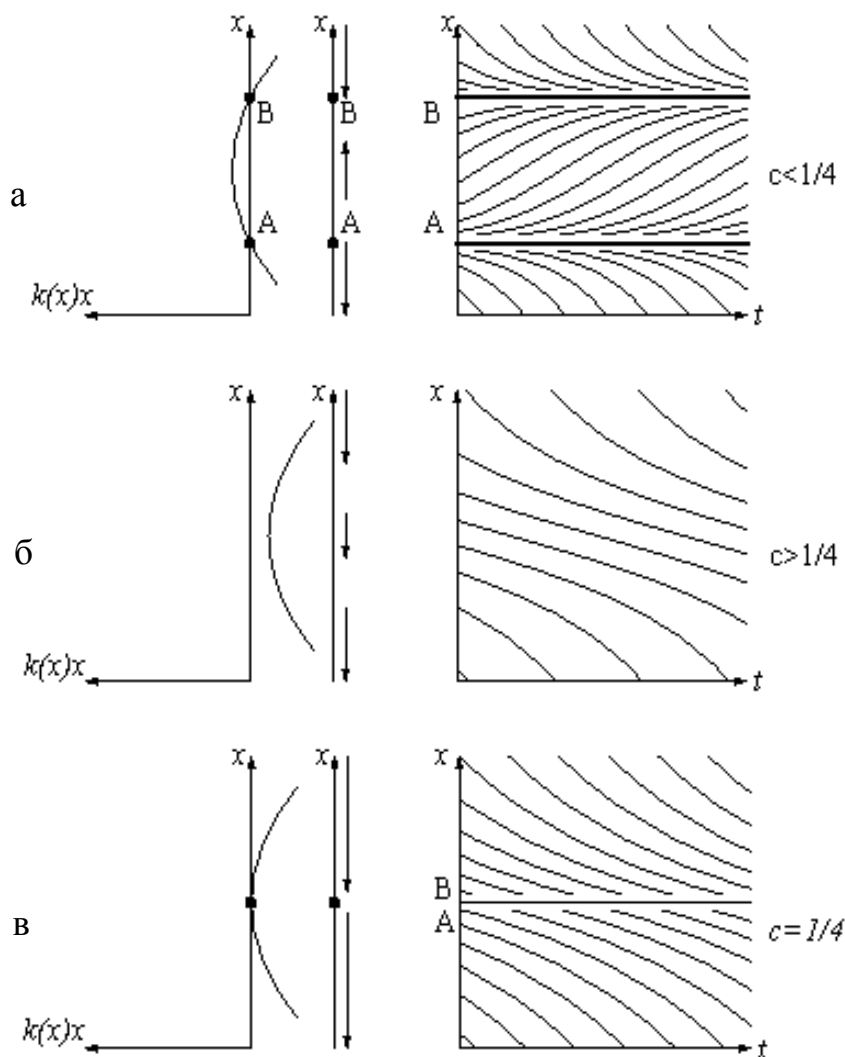 x x
B B
A A
k(x)x
x
B
A
t
c<1/4
а
x x
k(x)x
x
t
c>1/4
б
x x
k(x)x
x
B
A
t
c=1/4
в